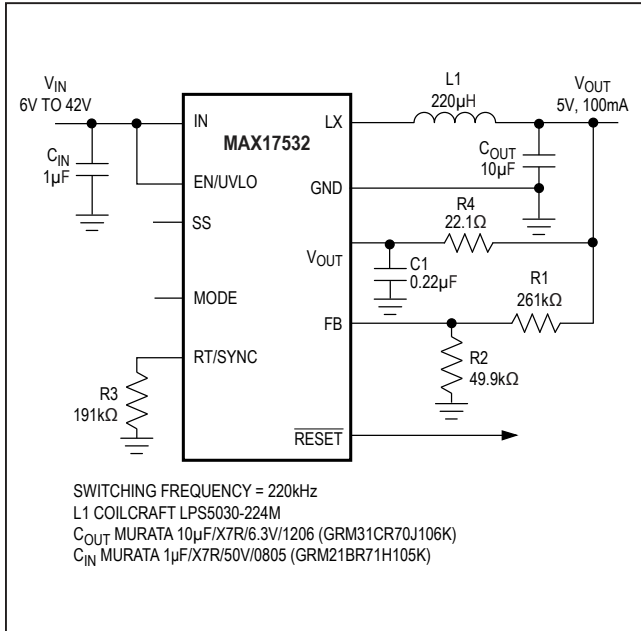 V_IN
6V TO 42V
C_IN
1µF
IN
EN/UVLO
SS
MODE
RT/SYNC
R3
191kΩ
MAX17532
LX
GND
V_OUT
FB
RESET
L1
220µH
V_OUT
5V, 100mA
C_OUT
10µF
R4
22.1Ω
C1
0.22µF
R1
261kΩ
R2
49.9kΩ
SWITCHING FREQUENCY = 220kHz
L1 COILCRAFT LPS5030-224M
C_OUT MURATA 10µF/X7R/6.3V/1206 (GRM31CR70J106K)
C_IN MURATA 1µF/X7R/50V/0805 (GRM21BR71H105K)